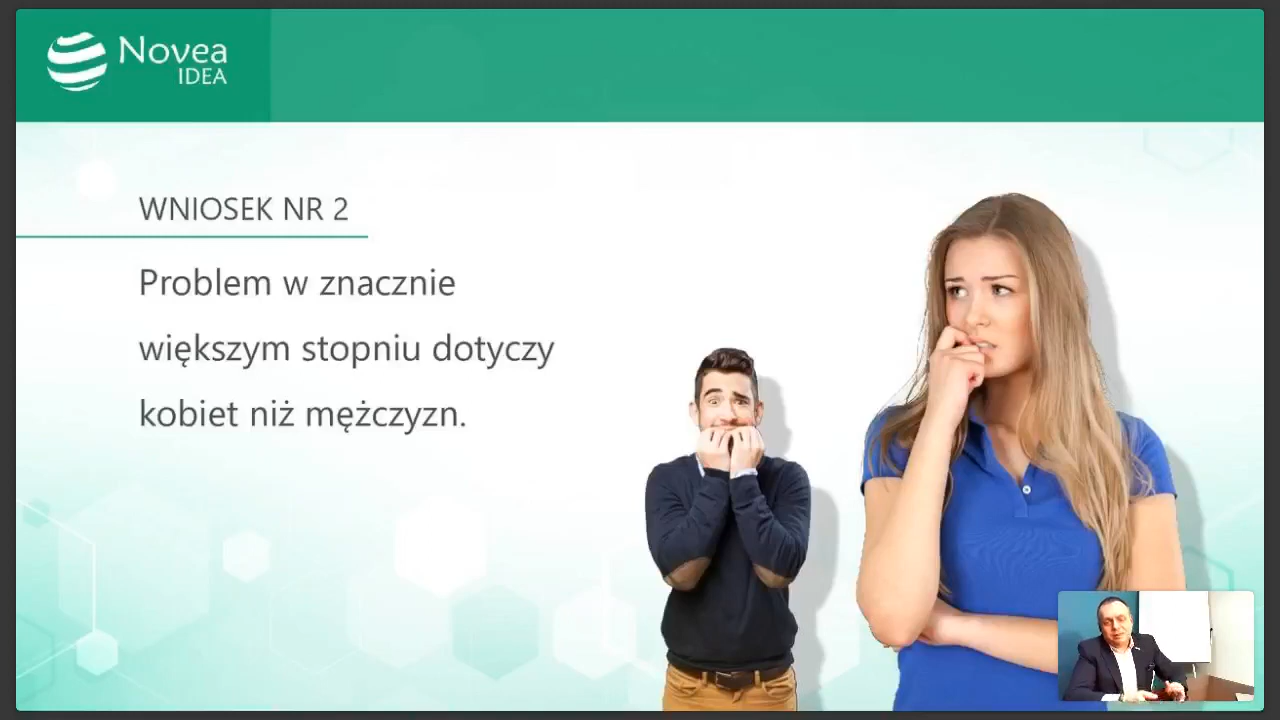 Novea
IDEA
WNIOSEK NR 2
Problem w znacznie
większym stopniu dotyczy
kobiet niż mężczyzn.